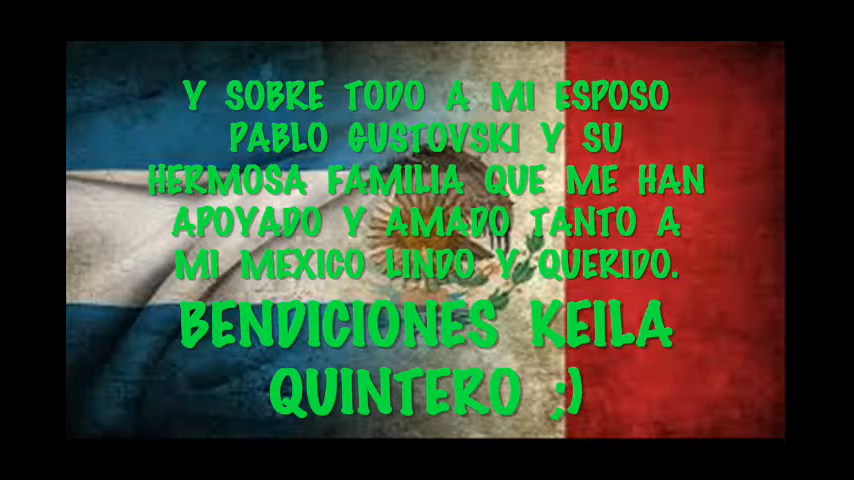 Y SOBRE TODO A MI ESPOSO
PABLO GUSTOVSKI Y SU
HERMOSA FAMILIA QUE ME HAN
APOYADO Y AMADO TANTO A
MI MEXICO LINDO Y QUERIDO.
BENDICIONES KEILA
QUINTERO ;)